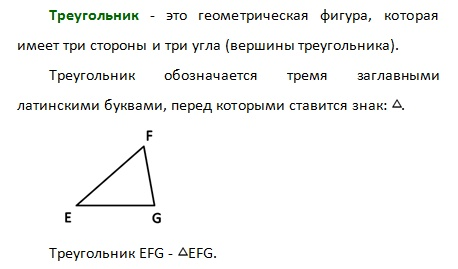 Треугольник - это геометрическая фигура, которая
имеет три стороны и три угла (вершины треугольника).
Треугольник обозначается тремя заглавными
латинскими буквами, перед которыми ставится знак: △.
F
E
G
Треугольник EFG - △EFG.